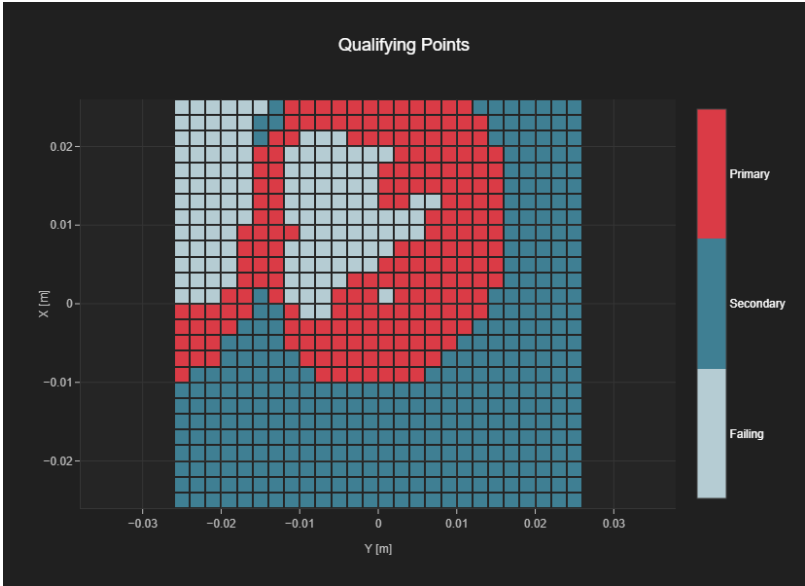 Qualifying Points
0.02
0.01
0
−0.01
−0.02
X [m]
−0.03
−0.02
−0.01
0
0.01
0.02
0.03
Y [m]
Primary
Secondary
Failing